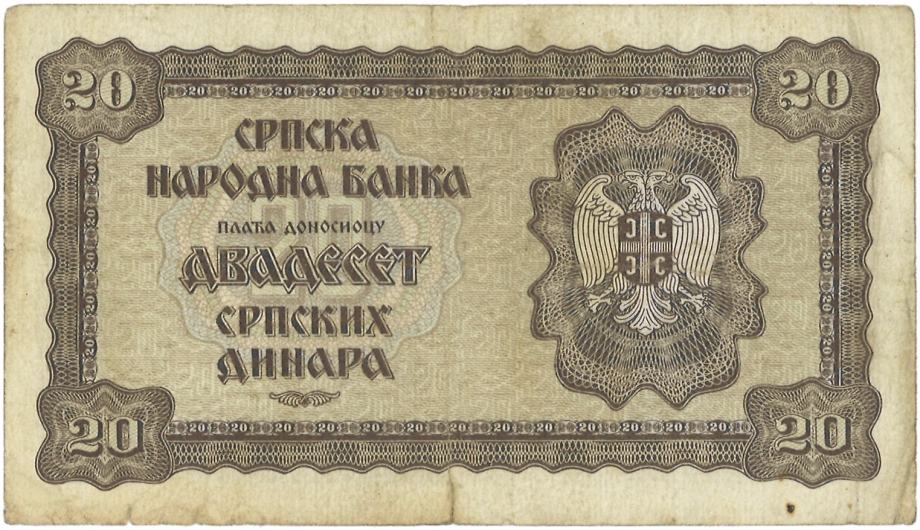 20 20
СРПСКА
НАРОДНА БАНКА
ПЛАЋА ДОНОСИОЦУ
ДВАДЕСЕТ
СРПСКИХ
ДИНАРА
20 20